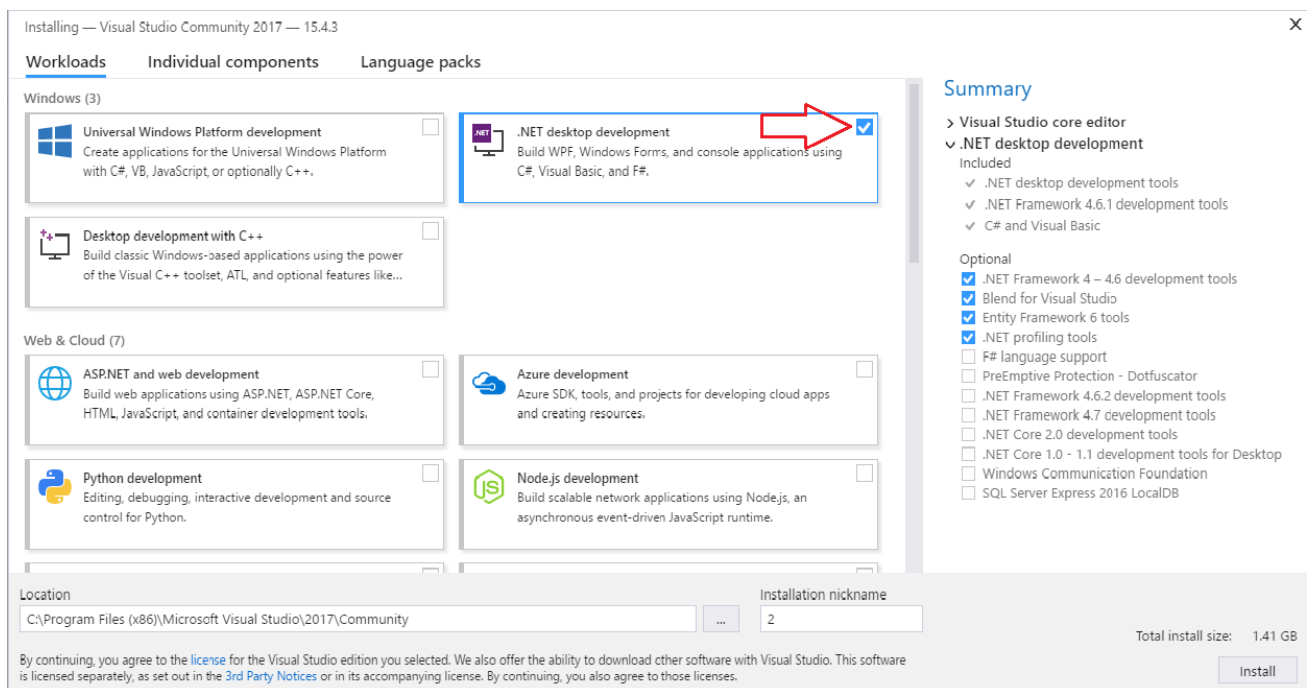 Installing — Visual Studio Community 2017 — 15.4.3
X
Workloads Individual components Language packs
Windows (3)
Universal Windows Platform development
Create applications for the Universal Windows Platform
with C#, VB, JavaScript, or optionally C++.
.NET
.NET desktop development
Build WPF, Windows Forms, and console applications using
C#, Visual Basic, and F#.
Desktop development with C++
Build classic Windows-based applications using the power
of the Visual C++ toolset, ATL, and optional features like...
Web & Cloud (7)
ASP.NET and web development
Build web applications using ASP.NET, ASP.NET Core,
HTML, JavaScript, and container development tools.
Azure development
Azure SDK, tools, and projects for developing cloud apps
and creating resources.
Python development
Editing, debugging, interactive development and source
control for Python.
JS
Node.js development
Build scalable network applications using Node.js, an
asynchronous event-driven JavaScript runtime.
Summary
Visual Studio core editor
.NET desktop development
Included
.NET desktop development tools
.NET Framework 4.6.1 development tools
C# and Visual Basic
Optional
.NET Framework 4 – 4.6 development tools
Blend for Visual Studio
Entity Framework 6 tools
.NET profiling tools
F# language support
PreEmptive Protection - Dotfuscator
.NET Framework 4.6.2 development tools
.NET Framework 4.7 development tools
.NET Core 2.0 development tools
.NET Core 1.0 - 1.1 development tools for Desktop
Windows Communication Foundation
SQL Server Express 2016 LocalDB
Location
C:\Program Files (x86)\Microsoft Visual Studio\2017\Community
...
Installation nickname
2
Total install size: 1.41 GB
By continuing, you agree to the license for the Visual Studio edition you selected. We also offer the ability to download other software with Visual Studio. This software
is licensed separately, as set out in the 3rd Party Notices or in its accompanying license. By continuing, you also agree to those licenses.
Install